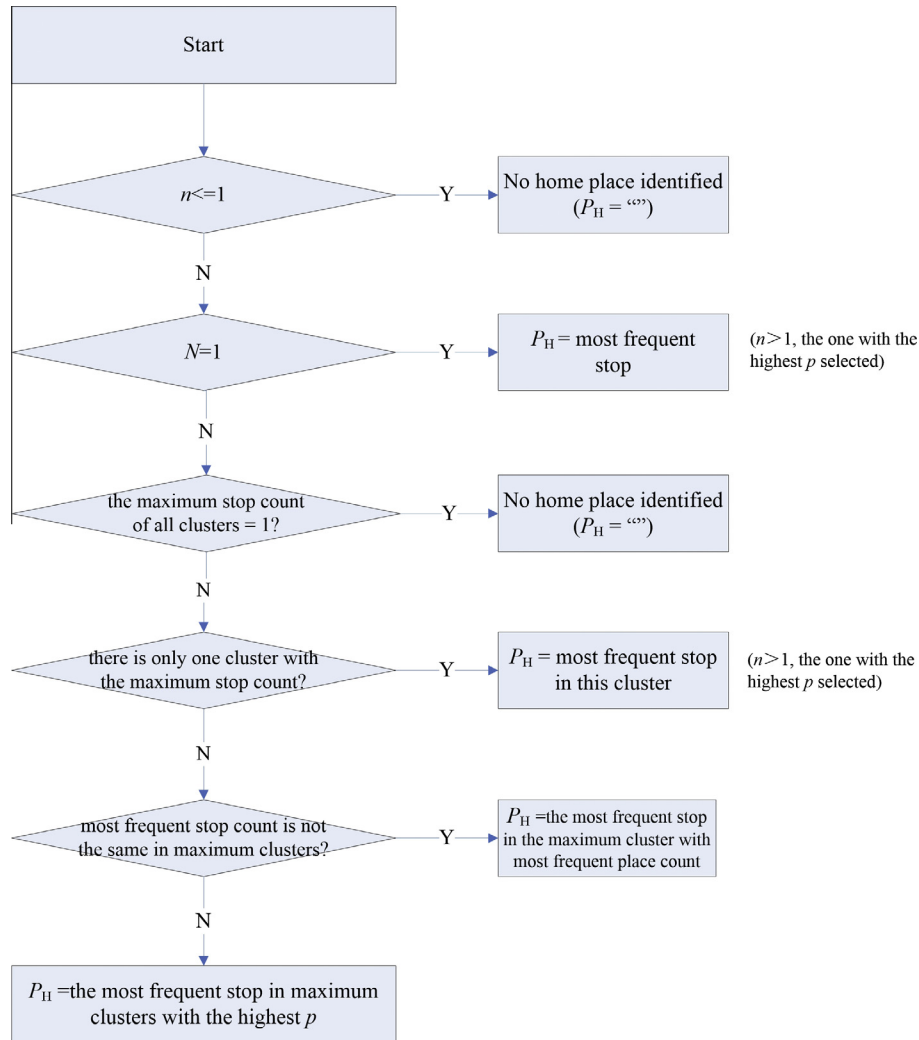 Start
n<=1
Y
No home place identified
(PH = “”)
N
N=1
Y
PH = most frequent
stop
(n>1, the one with the
highest p selected)
N
the maximum stop count
of all clusters = 1?
Y
No home place identified
(PH = “”)
N
there is only one cluster with
the maximum stop count?
Y
PH = most frequent stop
in this cluster
(n>1, the one with the
highest p selected)
N
most frequent stop count is not
the same in maximum clusters?
Y
PH =the most frequent stop
in the maximum cluster with
most frequent place count
N
PH =the most frequent stop in maximum
clusters with the highest p